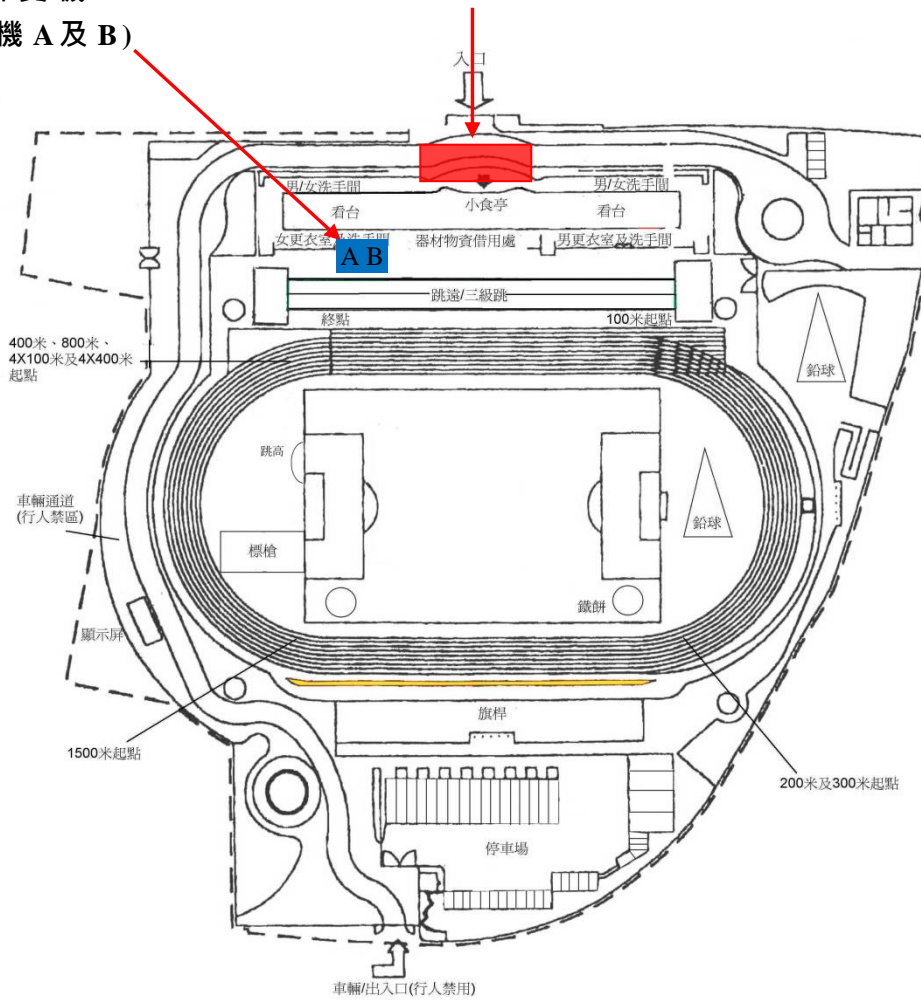 機 A 及 B)
入口
男/女洗手間
男/女洗手間
看台
小食亭
看台
女更衣室及洗手間
器材物資借用處
男更衣室及洗手間
A B
跳遠/三級跳
終點
100米起點
400米、800米、
4X100米及4X400米
起點
鉛球
跳高
車輛通道
(行人禁區)
鉛球
標槍
鐵餅
顯示屏
旗桿
1500米起點
200米及300米起點
停車場
車輛/出入口(行人禁用)